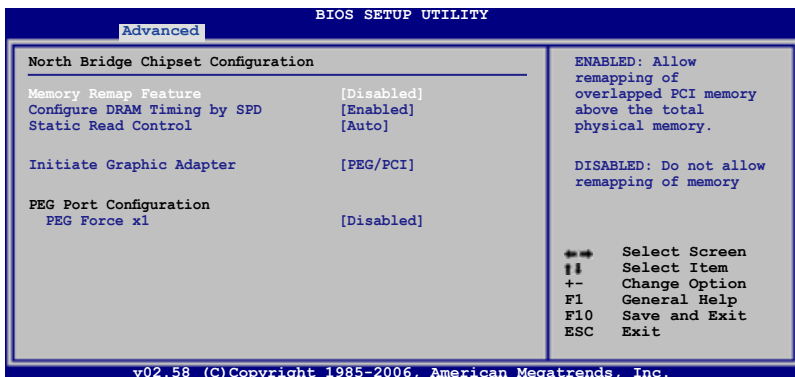 BIOS SETUP UTILITY
Advanced
North Bridge Chipset Configuration
Memory Remap Feature [Disabled]
Configure DRAM Timing by SPD [Enabled]
Static Read Control [Auto]
Initiate Graphic Adapter [PEG/PCI]
PEG Port Configuration
PEG Force x1 [Disabled]
ENABLED: Allow
remapping of
overlapped PCI memory
above the total
physical memory.
DISABLED: Do not allow
remapping of memory
←→ Select Screen
↑↓ Select Item
+- Change Option
F1 General Help
F10 Save and Exit
ESC Exit
v02.58 (C)Copyright 1985-2006, American Megatrends, Inc.